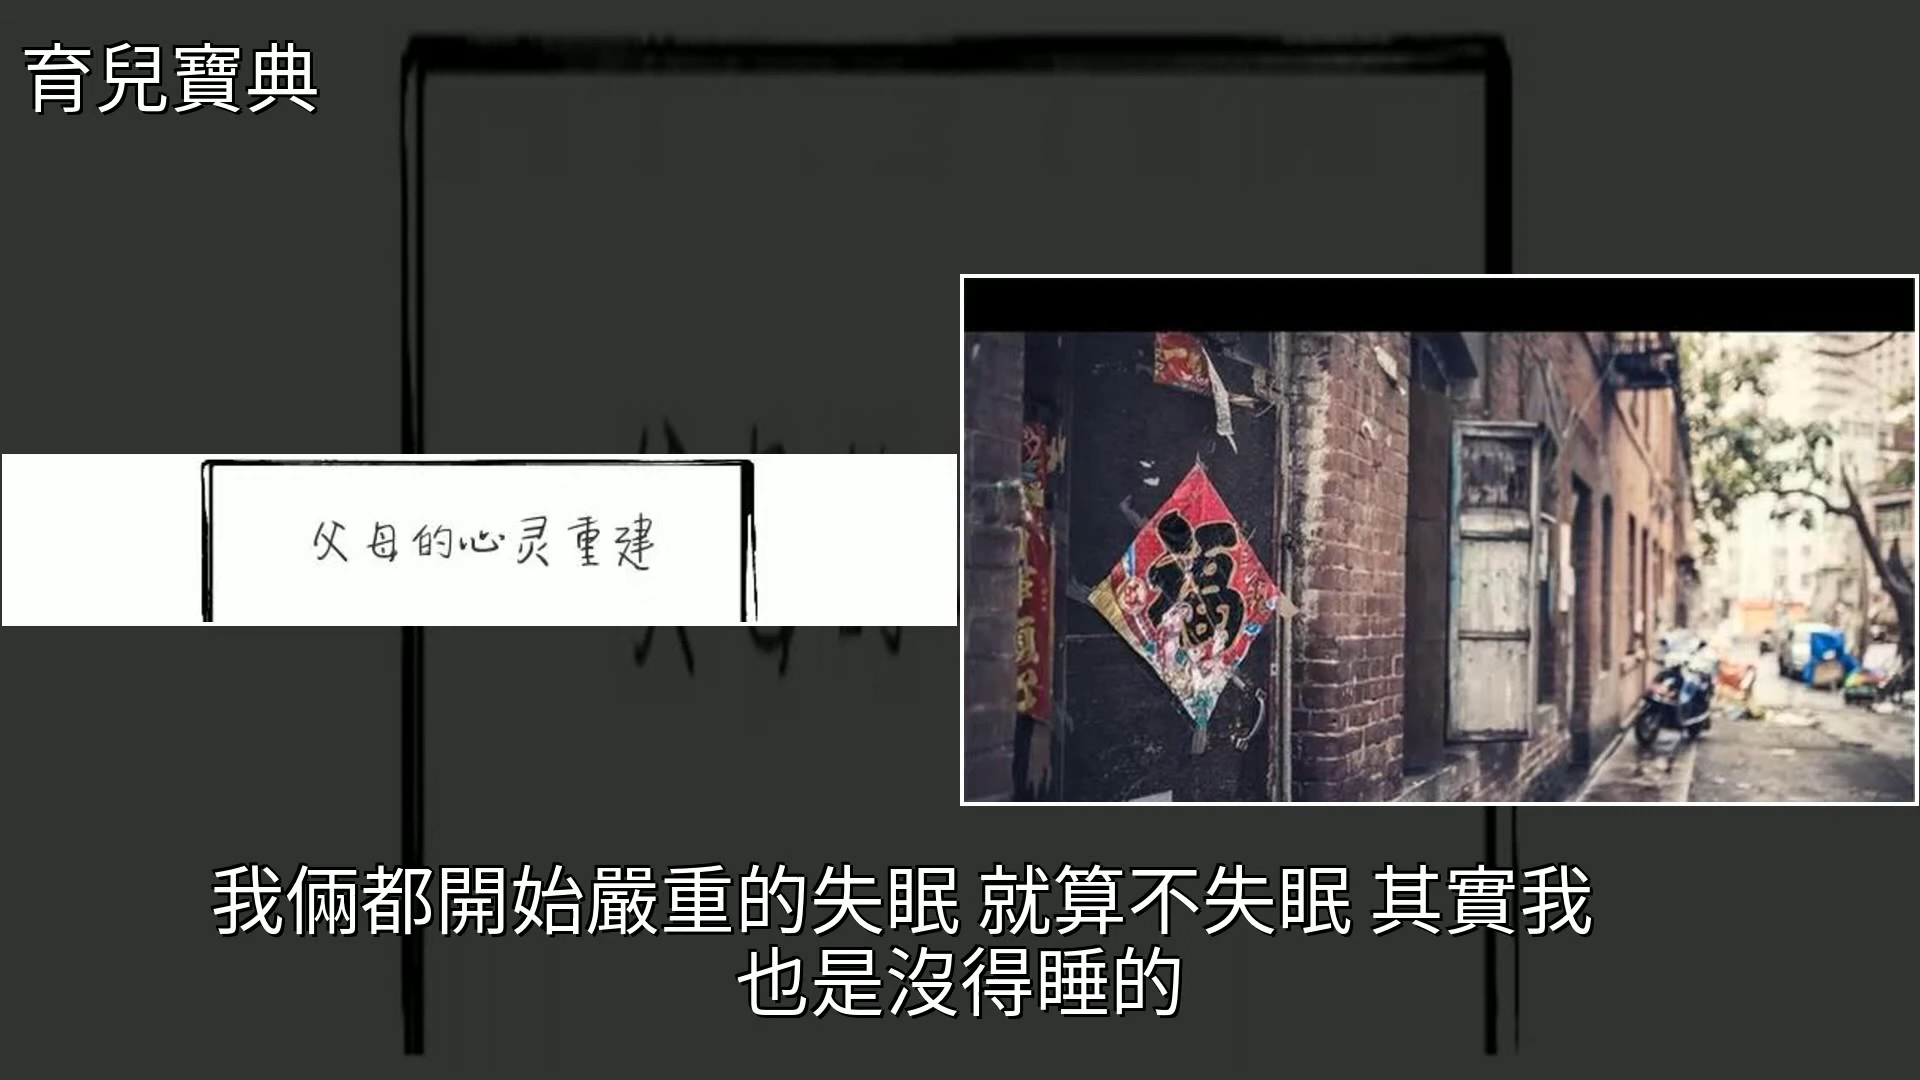 育兒寶典
父母的心灵重建
福
我倆都開始嚴重的失眠 就算不失眠 其實我
也是沒得睡的